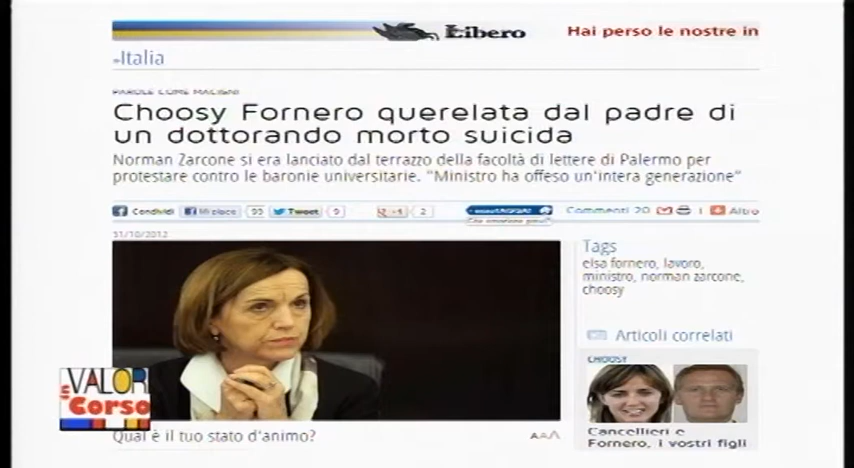 Libero
Hai perso le nostre in
Italia
PAROLE COME MACIGNI
Choosy Fornero querelata dal padre di
un dottorando morto suicida
Norman Zarcone si era lanciato dal terrazzo della facoltà di lettere di Palermo per
protestare contro le baronie universitarie. "Ministro ha offeso un'intera generazione"
Condividi Mi piace 99 Tweet 9 +1 2 Commenti 20 Altro
31/10/2012
Tags
elsa fornero, lavoro,
ministro, norman zarcone,
choosy
Articoli correlati
CHOOSY
Cancellieri e
Fornero, i vostri figli
in VALOR
Corso
Qual è il tuo stato d'animo?
AAA